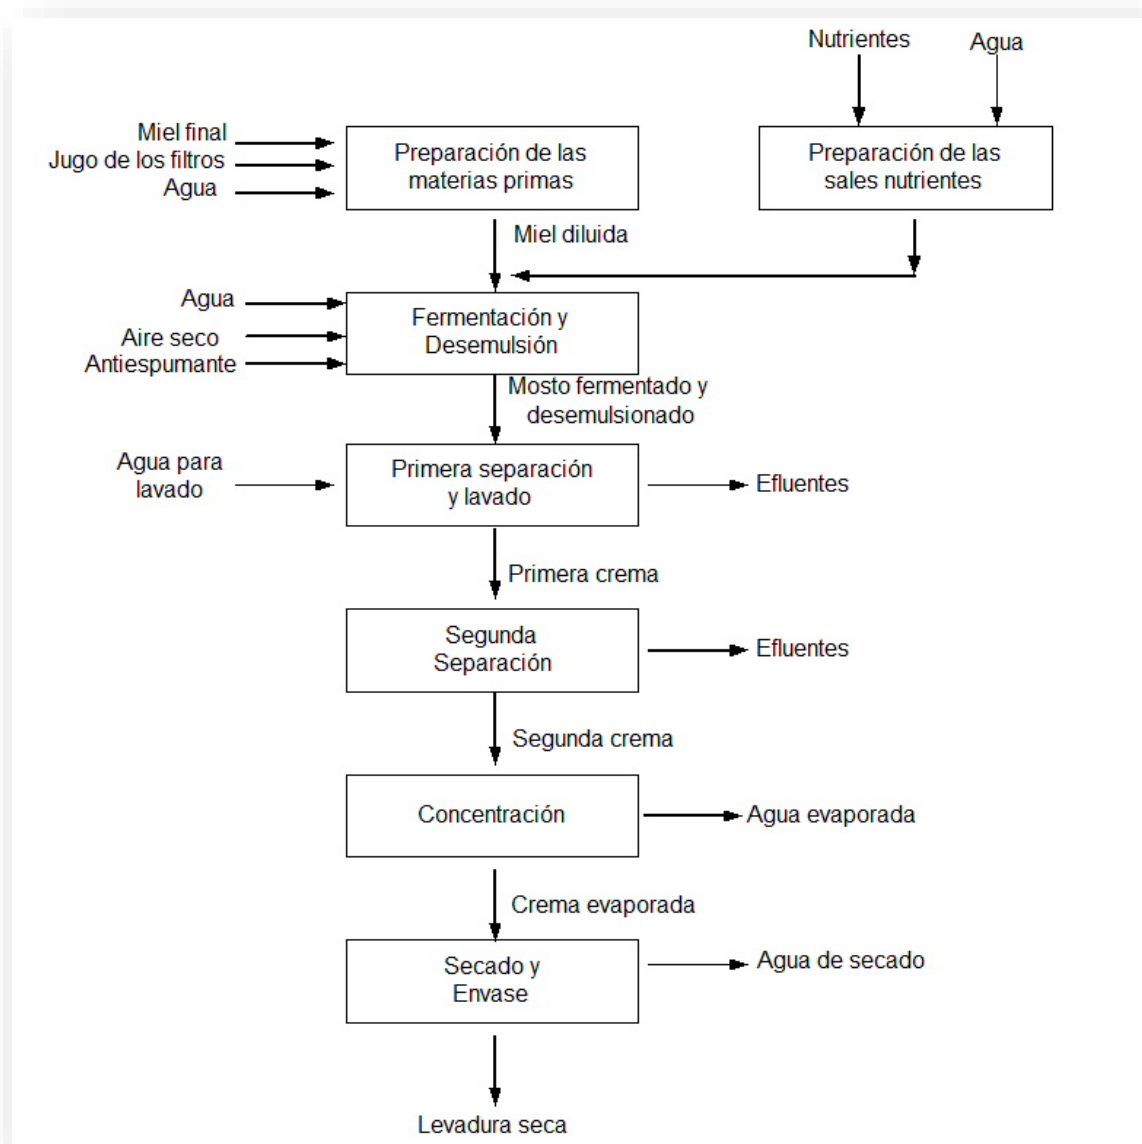 Nutrientes
Agua
Miel final
Jugo de los filtros
Agua
Preparación de las
materias primas
Preparación de las
sales nutrientes
Miel diluida
Agua
Aire seco
Antiespumante
Fermentación y
Desemulsión
Mosto fermentado y
desemulsionado
Agua para
lavado
Primera separación
y lavado
Efluentes
Primera crema
Segunda
Separación
Efluentes
Segunda crema
Concentración
Agua evaporada
Crema evaporada
Secado y
Envase
Agua de secado
Levadura seca